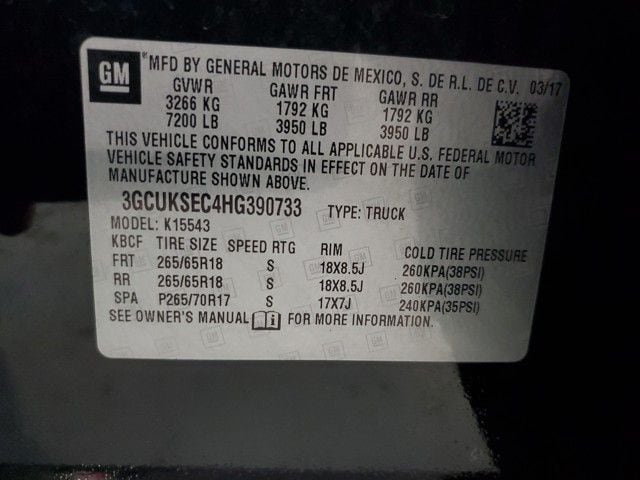 GM
MFD BY GENERAL MOTORS DE MEXICO, S. DE R.L. DE C.V. 03/17
GVWR GAWR FRT GAWR RR
3266 KG 1792 KG 1792 KG
7200 LB 3950 LB 3950 LB
THIS VEHICLE CONFORMS TO ALL APPLICABLE U.S. FEDERAL MOTOR
VEHICLE SAFETY STANDARDS IN EFFECT ON THE DATE OF
MANUFACTURE SHOWN ABOVE.
3GCUKSEC4HG390733 TYPE: TRUCK
MODEL: K15543
KBCF TIRE SIZE SPEED RTG RIM COLD TIRE PRESSURE
FRT 265/65R18 S 18X8.5J 260KPA(38PSI)
RR 265/65R18 S 18X8.5J 260KPA(38PSI)
SPA P265/70R17 S 17X7J 240KPA(35PSI)
SEE OWNER'S MANUAL FOR MORE INFORMATION.